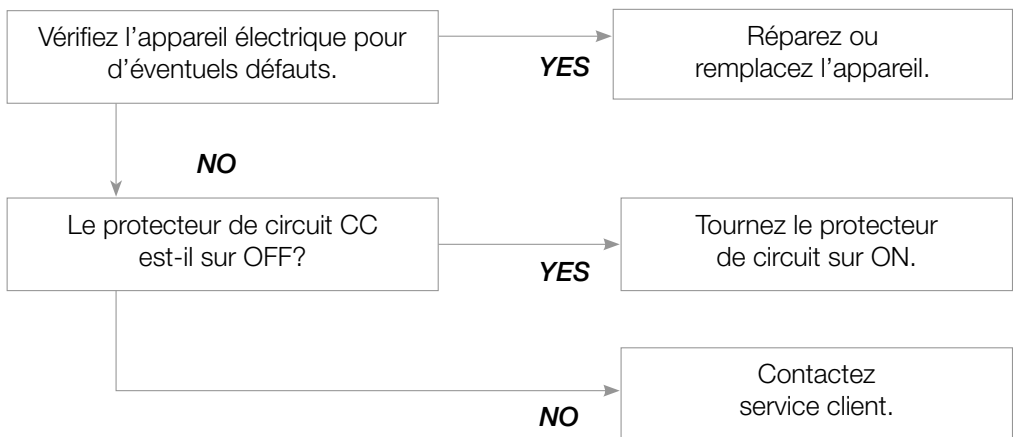 Vérifiez l’appareil électrique pour
d’éventuels défauts.
YES
Réparez ou
remplacez l’appareil.
NO
Le protecteur de circuit CC
est-il sur OFF?
YES
Tournez le protecteur
de circuit sur ON.
NO
Contactez
service client.